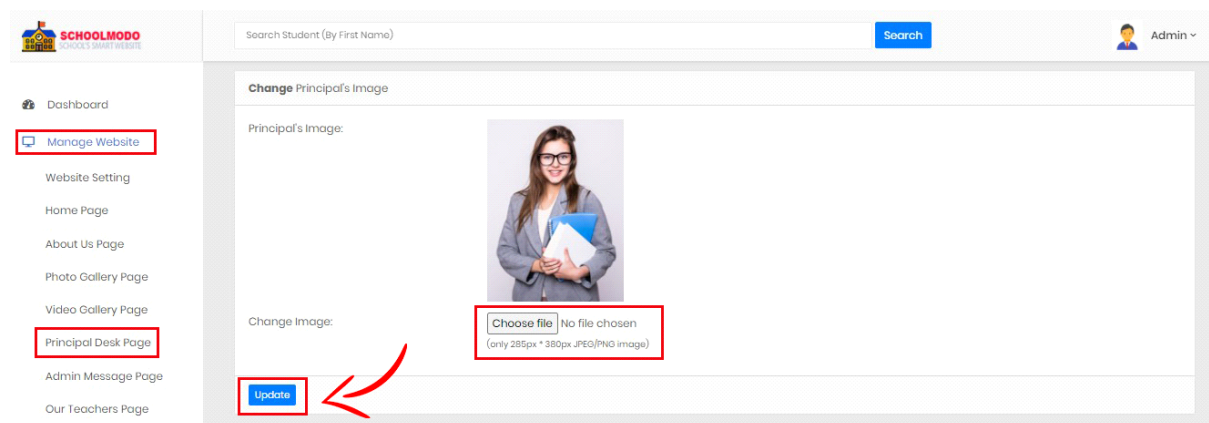 SCHOOLMODO
SCHOOL'S SMART WEBSITE
Search Student (By First Name)
Search
Admin
Dashboard
Manage Website
Website Setting
Home Page
About Us Page
Photo Gallery Page
Video Gallery Page
Principal Desk Page
Admin Message Page
Our Teachers Page
Change Principal's Image
Principal's Image:
Change Image:
Choose file No file chosen
(only 285px * 380px JPEG/PNG image)
Update